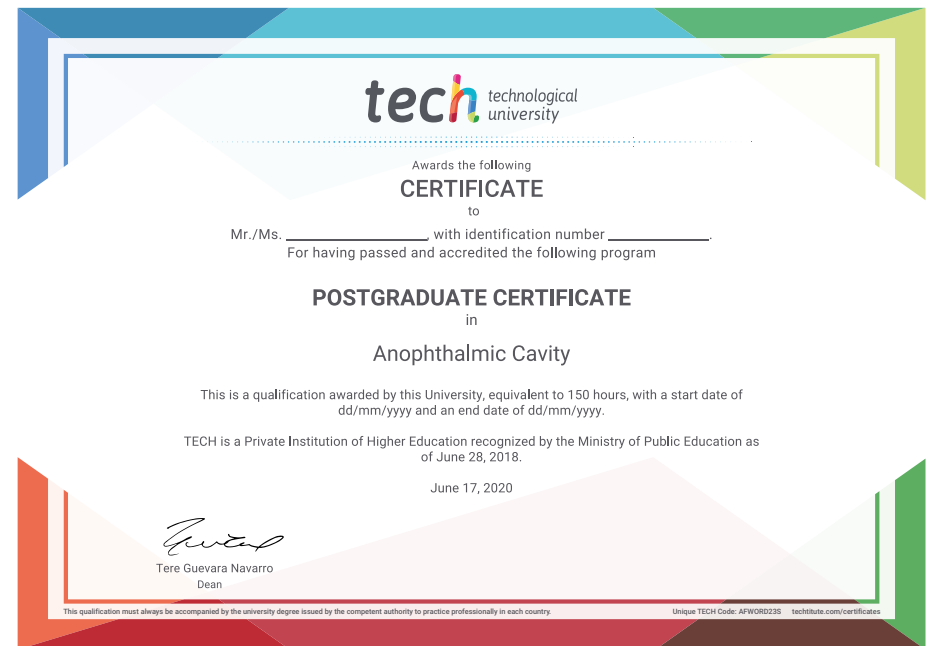 tech technological
university
Awards the following
CERTIFICATE
to
Mr./Ms. ____________________, with identification number ______________.
For having passed and accredited the following program
POSTGRADUATE CERTIFICATE
in
Anophthalmic Cavity
This is a qualification awarded by this University, equivalent to 150 hours, with a start date of
dd/mm/yyyy and an end date of dd/mm/yyyy.
TECH is a Private Institution of Higher Education recognized by the Ministry of Public Education as
of June 28, 2018.
June 17, 2020
Tere Guevara Navarro
Dean
This qualification must always be accompanied by the university degree issued by the competent authority to practice professionally in each country.
Unique TECH Code: AFWORD23S techtitute.com/certificates